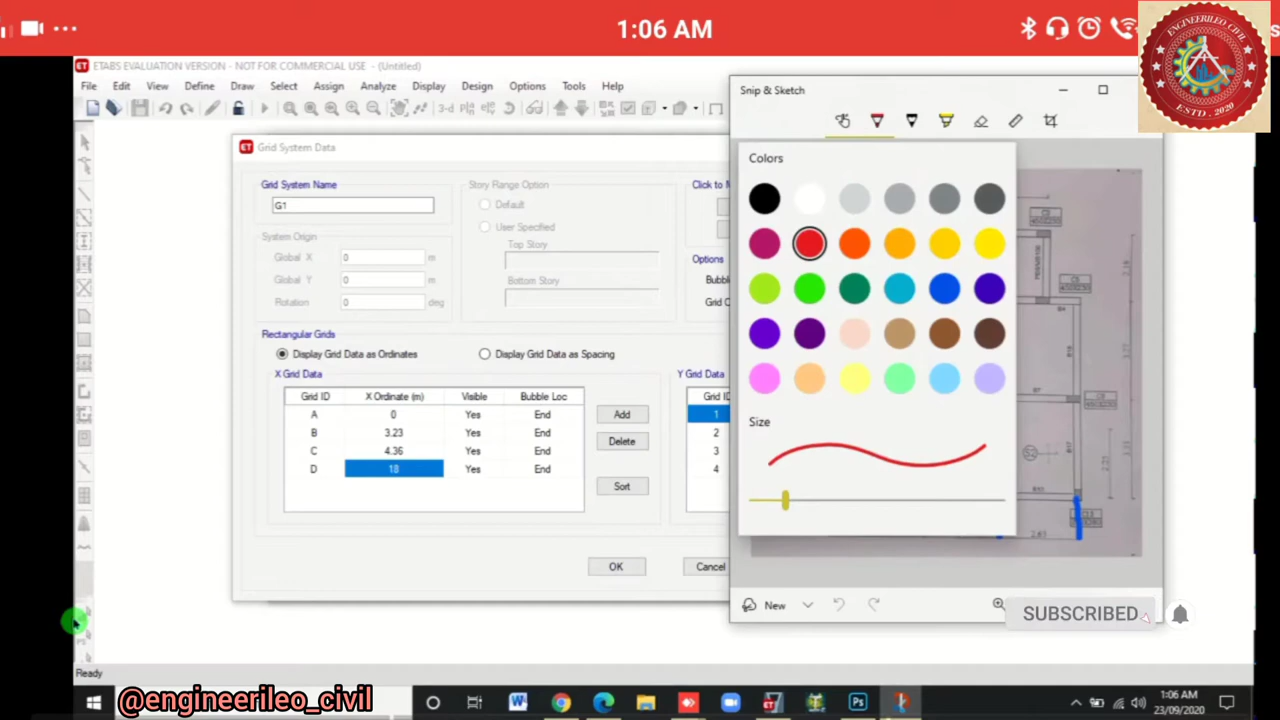 1:06 AM
ENGINEERILEO CIVIL
ESTD . 2020
ETABS EVALUATION VERSION - NOT FOR COMMERCIAL USE - (Untitled)
File Edit View Define Draw Select Assign Analyze Display Design Options Tools Help
3-d
Snip & Sketch
Grid System Data
Colors
Grid System Name
Story Range Option
Click to M
G1
Default
User Specified
System Origin
Top Story
Global X 0 m
Options
Global Y 0 m
Bottom Story
Bubble
Rotation 0 deg
Grid C
Rectangular Grids
Display Grid Data as Ordinates
Display Grid Data as Spacing
X Grid Data
Y Grid Data
Grid ID X Ordinate (m) Visible Bubble Loc
Grid ID
A 0 Yes End
Add
1
B 3.23 Yes End
Delete
2
C 4.36 Yes End
3
D 18 Yes End
4
Sort
Size
OK
Cancel
New
SUBSCRIBED
Ready
@engineerileo_civil
1:06 AM
23/09/2020